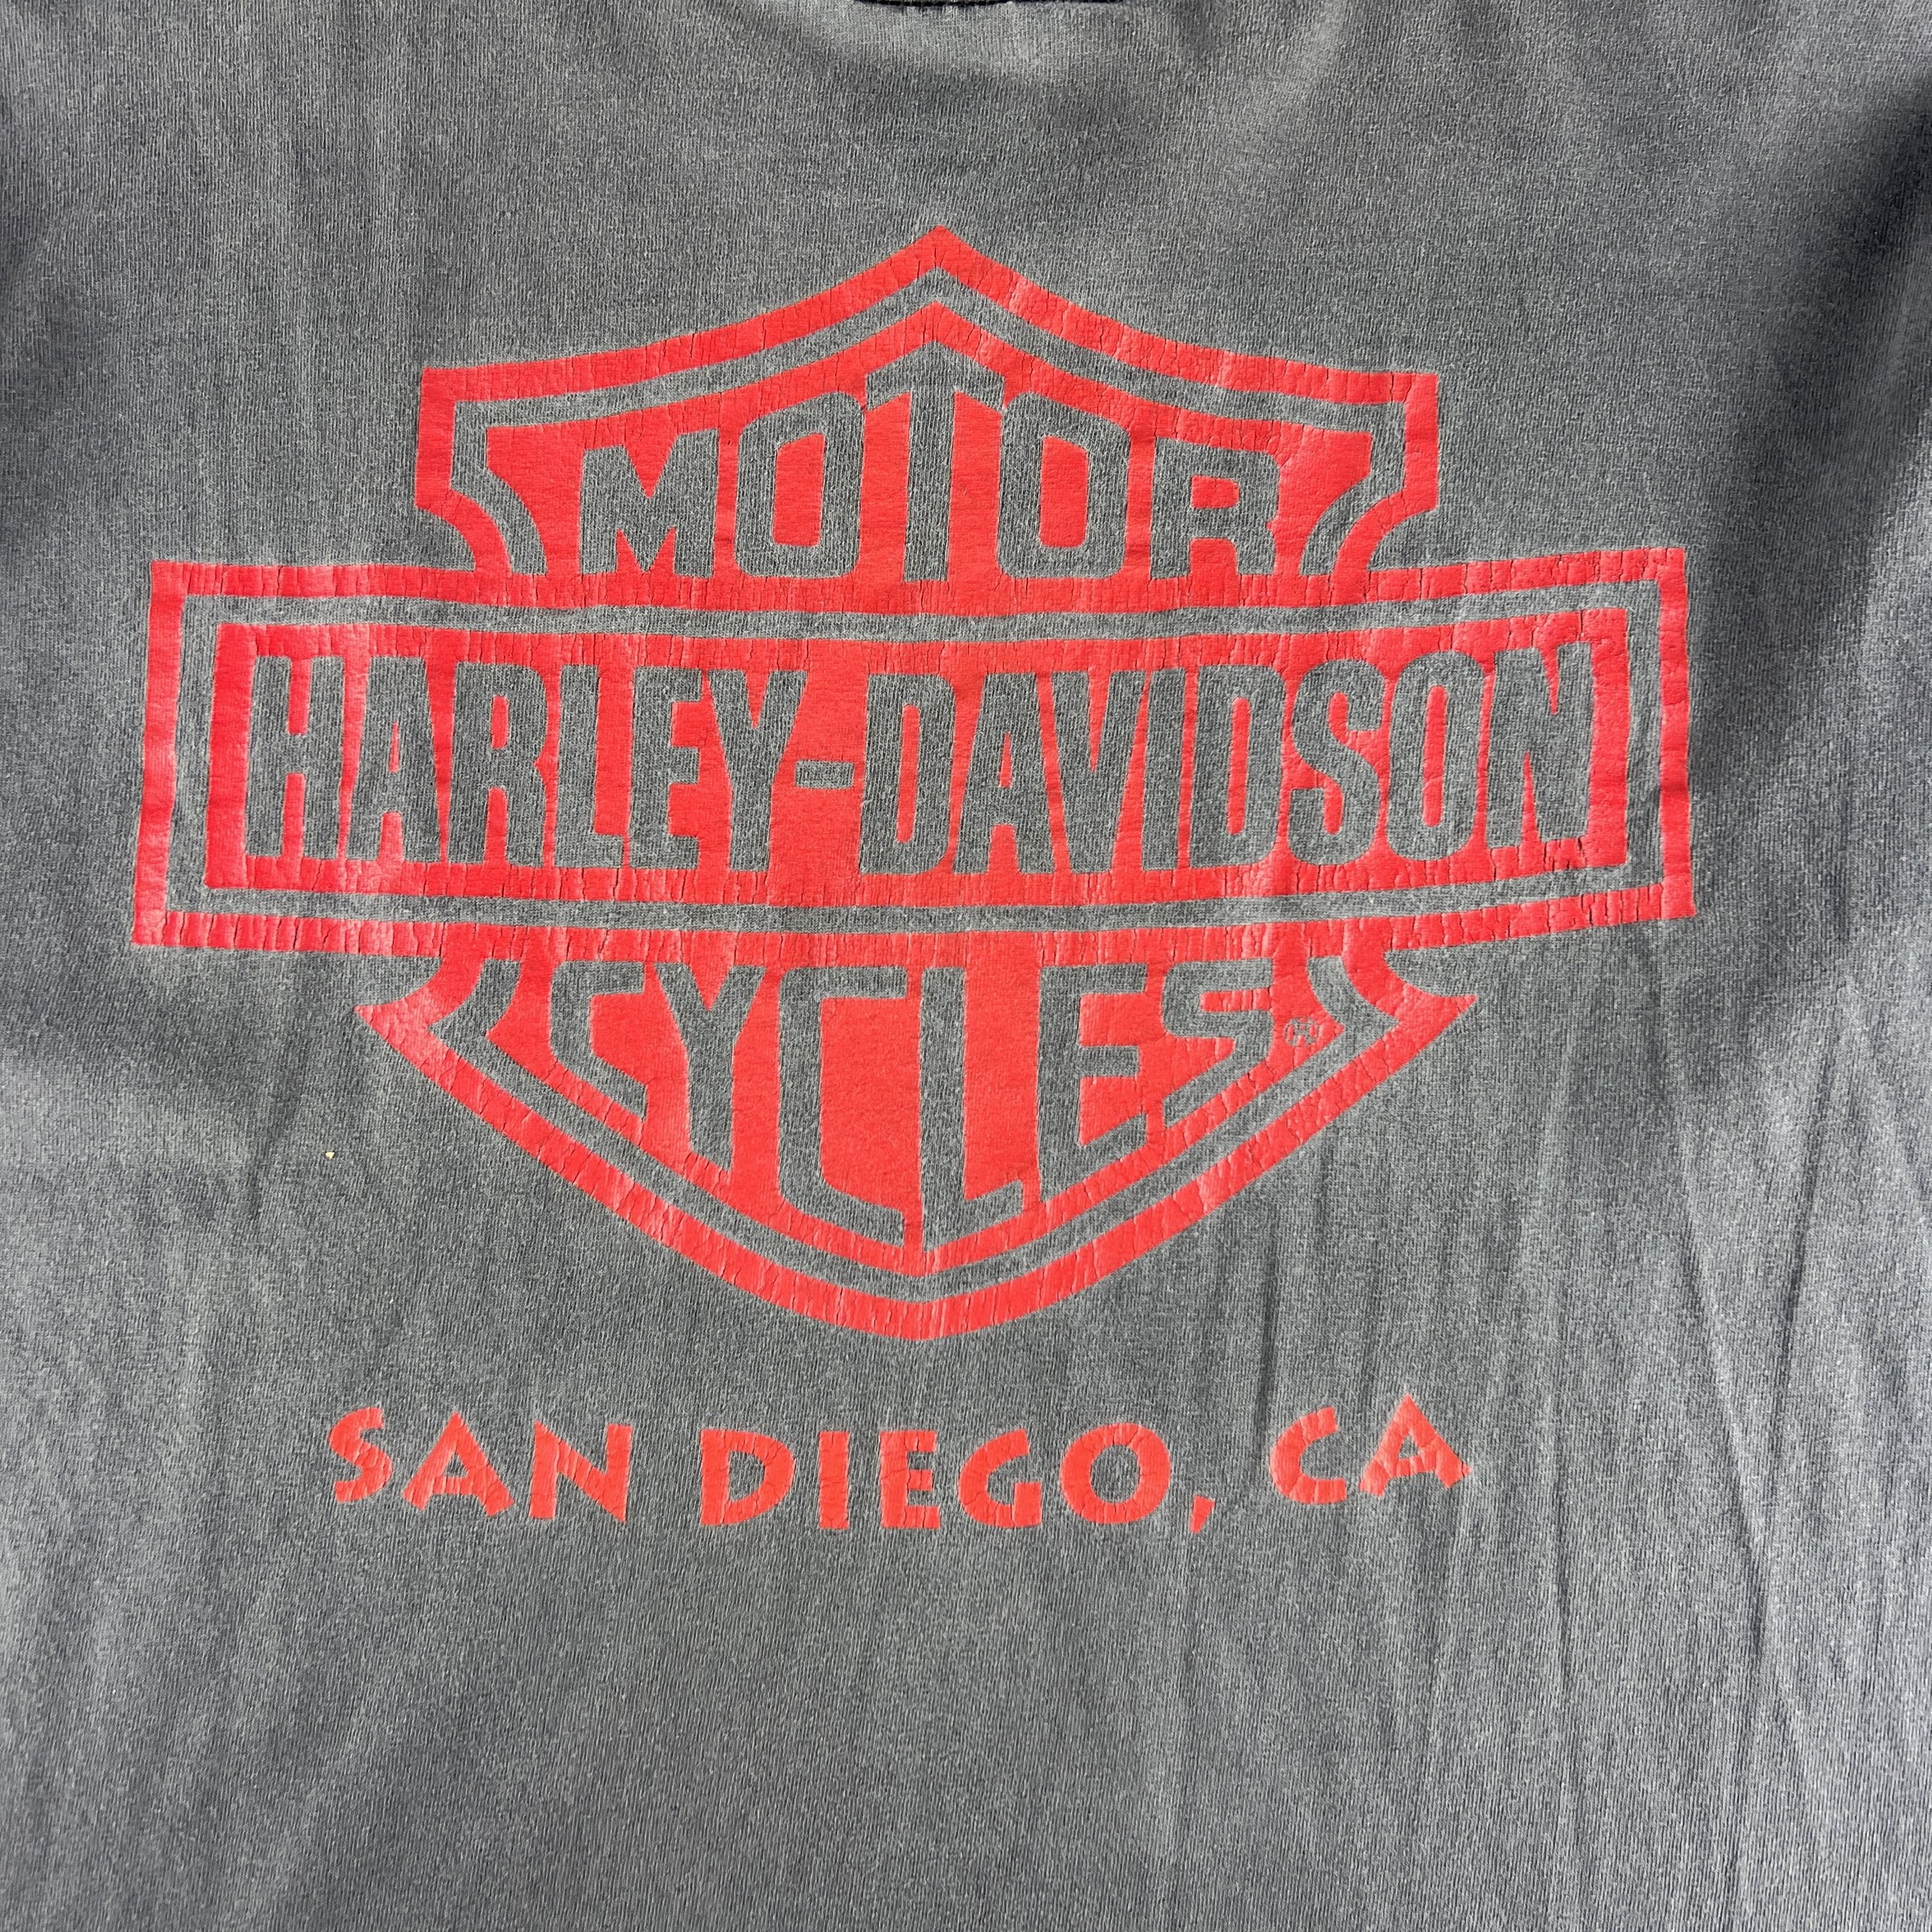 MOTOR
HARLEY-DAVIDSON
CYCLES®
SAN DIEGO, CA